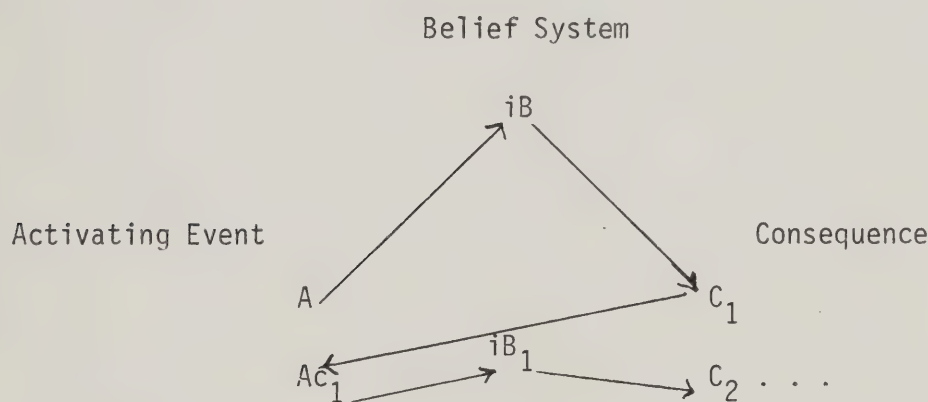 Belief System
iB
Activating Event
Consequence
A
C₁
iB₁
Ac₁
C₂ . . .